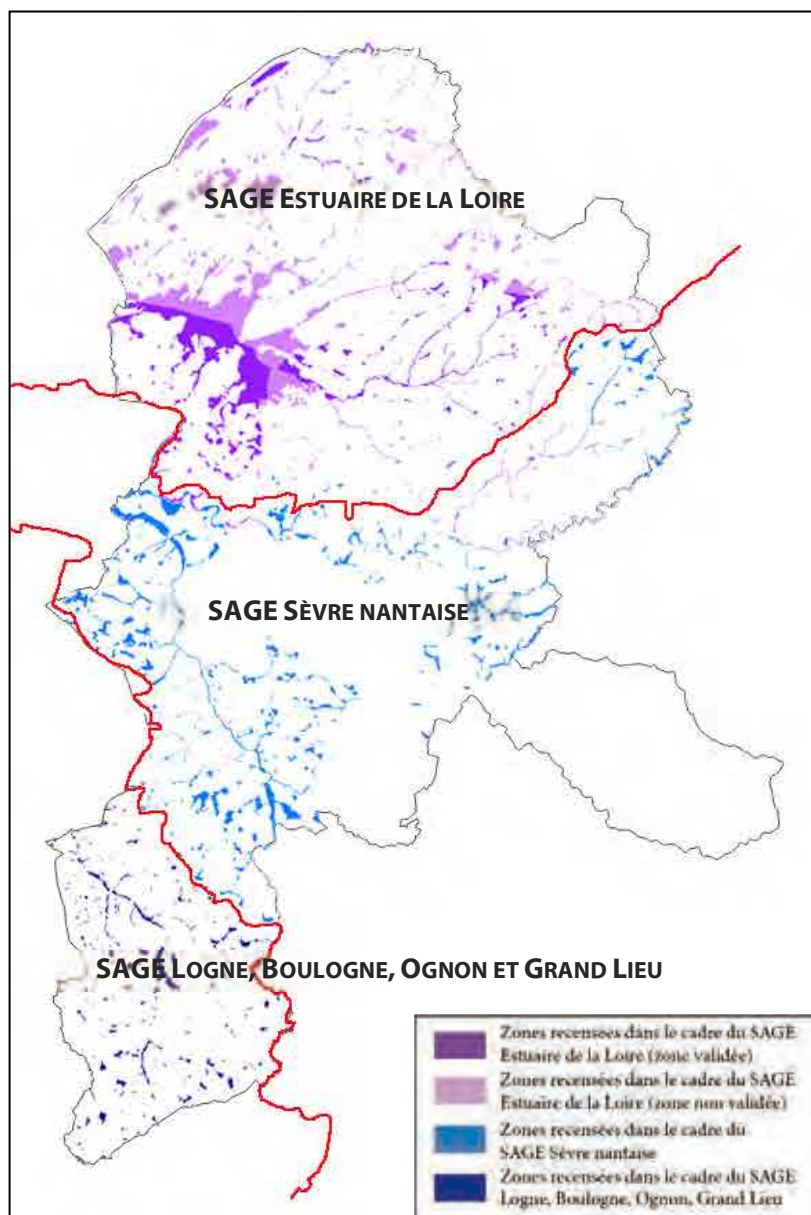 SAGE ESTUAIRE DE LA LOIRE
SAGE SÈVRE NANTAISE
SAGE LOGNE, BOULOGNE, OGNON ET GRAND LIEU
Zones recensées dans le cadre du SAGE
Estuaire de la Loire (zone validée)
Zones recensées dans le cadre du SAGE
Estuaire de la Loire (zone non validée)
Zones recensées dans le cadre du
SAGE Sèvre nantaise
Zones recensées dans le cadre du SAGE
Logne, Boulogne, Ognon, Grand Lieu